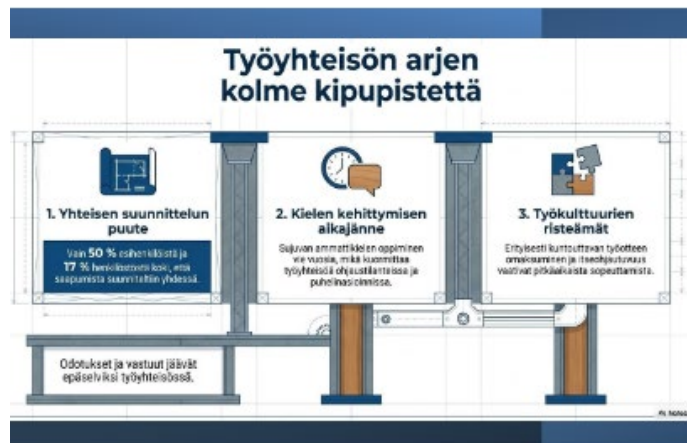 Työyhteisön arjen
kolme kipupistettä
1. Yhteisen suunnittelun
puute
Vain 50 % esihenkilöistä ja
17 % henkilöstöstä koki, että
saapumista suunniteltiin yhdessä.
Odotukset ja vastuut jäävät
epäselviksi työyhteisössä.
2. Kielen kehittymisen
aikajänne
Sujuvan ammattikielen oppiminen
vie vuosia, mikä kuormittaa
työyhteisöä ohjaustilanteissa ja
puhelinasioinnissa.
3. Työkulttuurien
risteämät
Erityisesti kuntouttavan työotteen
omaksuminen ja itseohjautuvuus
vaativat pitkäaikaista sopeuttamista.